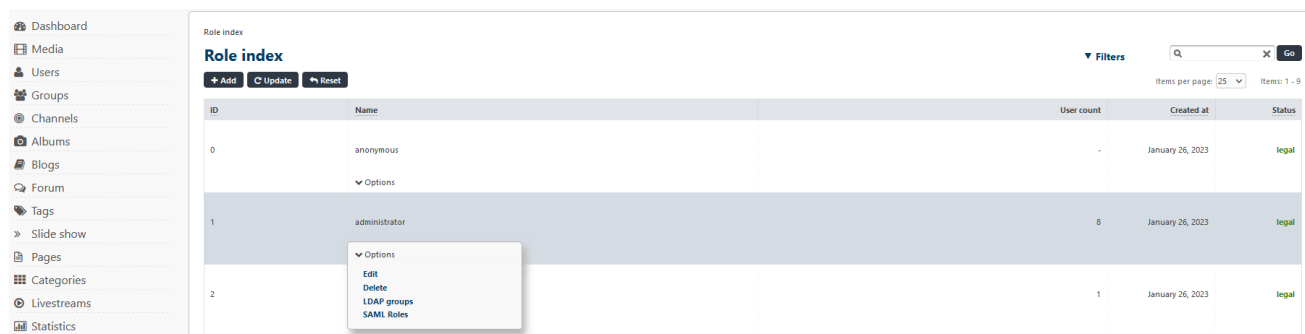 Dashboard
Media
Users
Groups
Channels
Albums
Blogs
Forum
Tags
Slide show
Pages
Categories
Livestreams
Statistics
Role index
Role index
Filters
Go
Add Update Reset
Items per page: 25 Items: 1 - 9
ID Name User count Created at Status
0 anonymous - January 26, 2023 legal
Options
1 administrator 8 January 26, 2023 legal
Options
Edit
Delete
LDAP groups
SAML Roles
2 1 January 26, 2023 legal